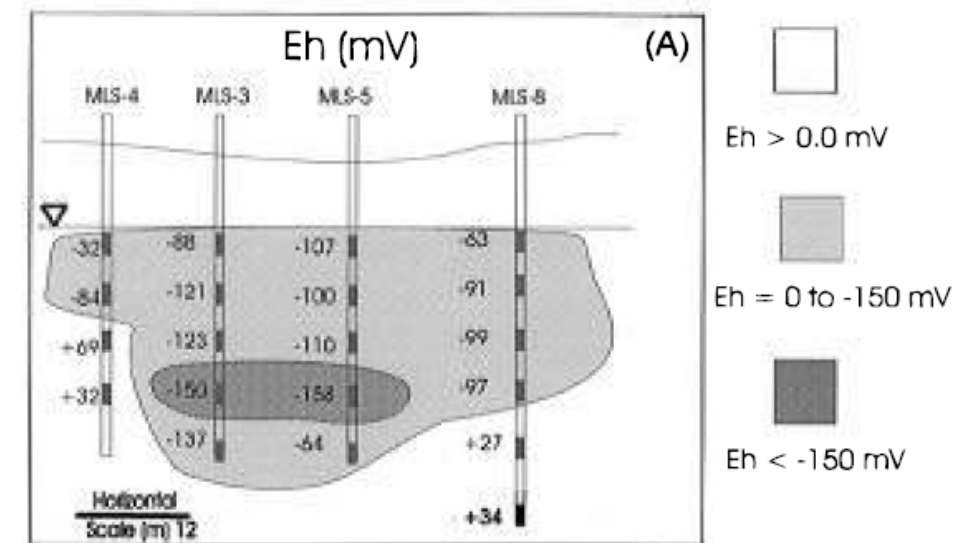 Eh (mV)
(A)
MLS-4 MLS-3 MLS-5 MLS-8
Eh > 0.0 mV
-32 -88 -107 -63
-84 -121 -100 -91
+69 -123 -110 -99
+32 -150 -158 -97
-137 -64 +27
+34
Eh = 0 to -150 mV
Eh < -150 mV
Horizontal
Scale (m) 12